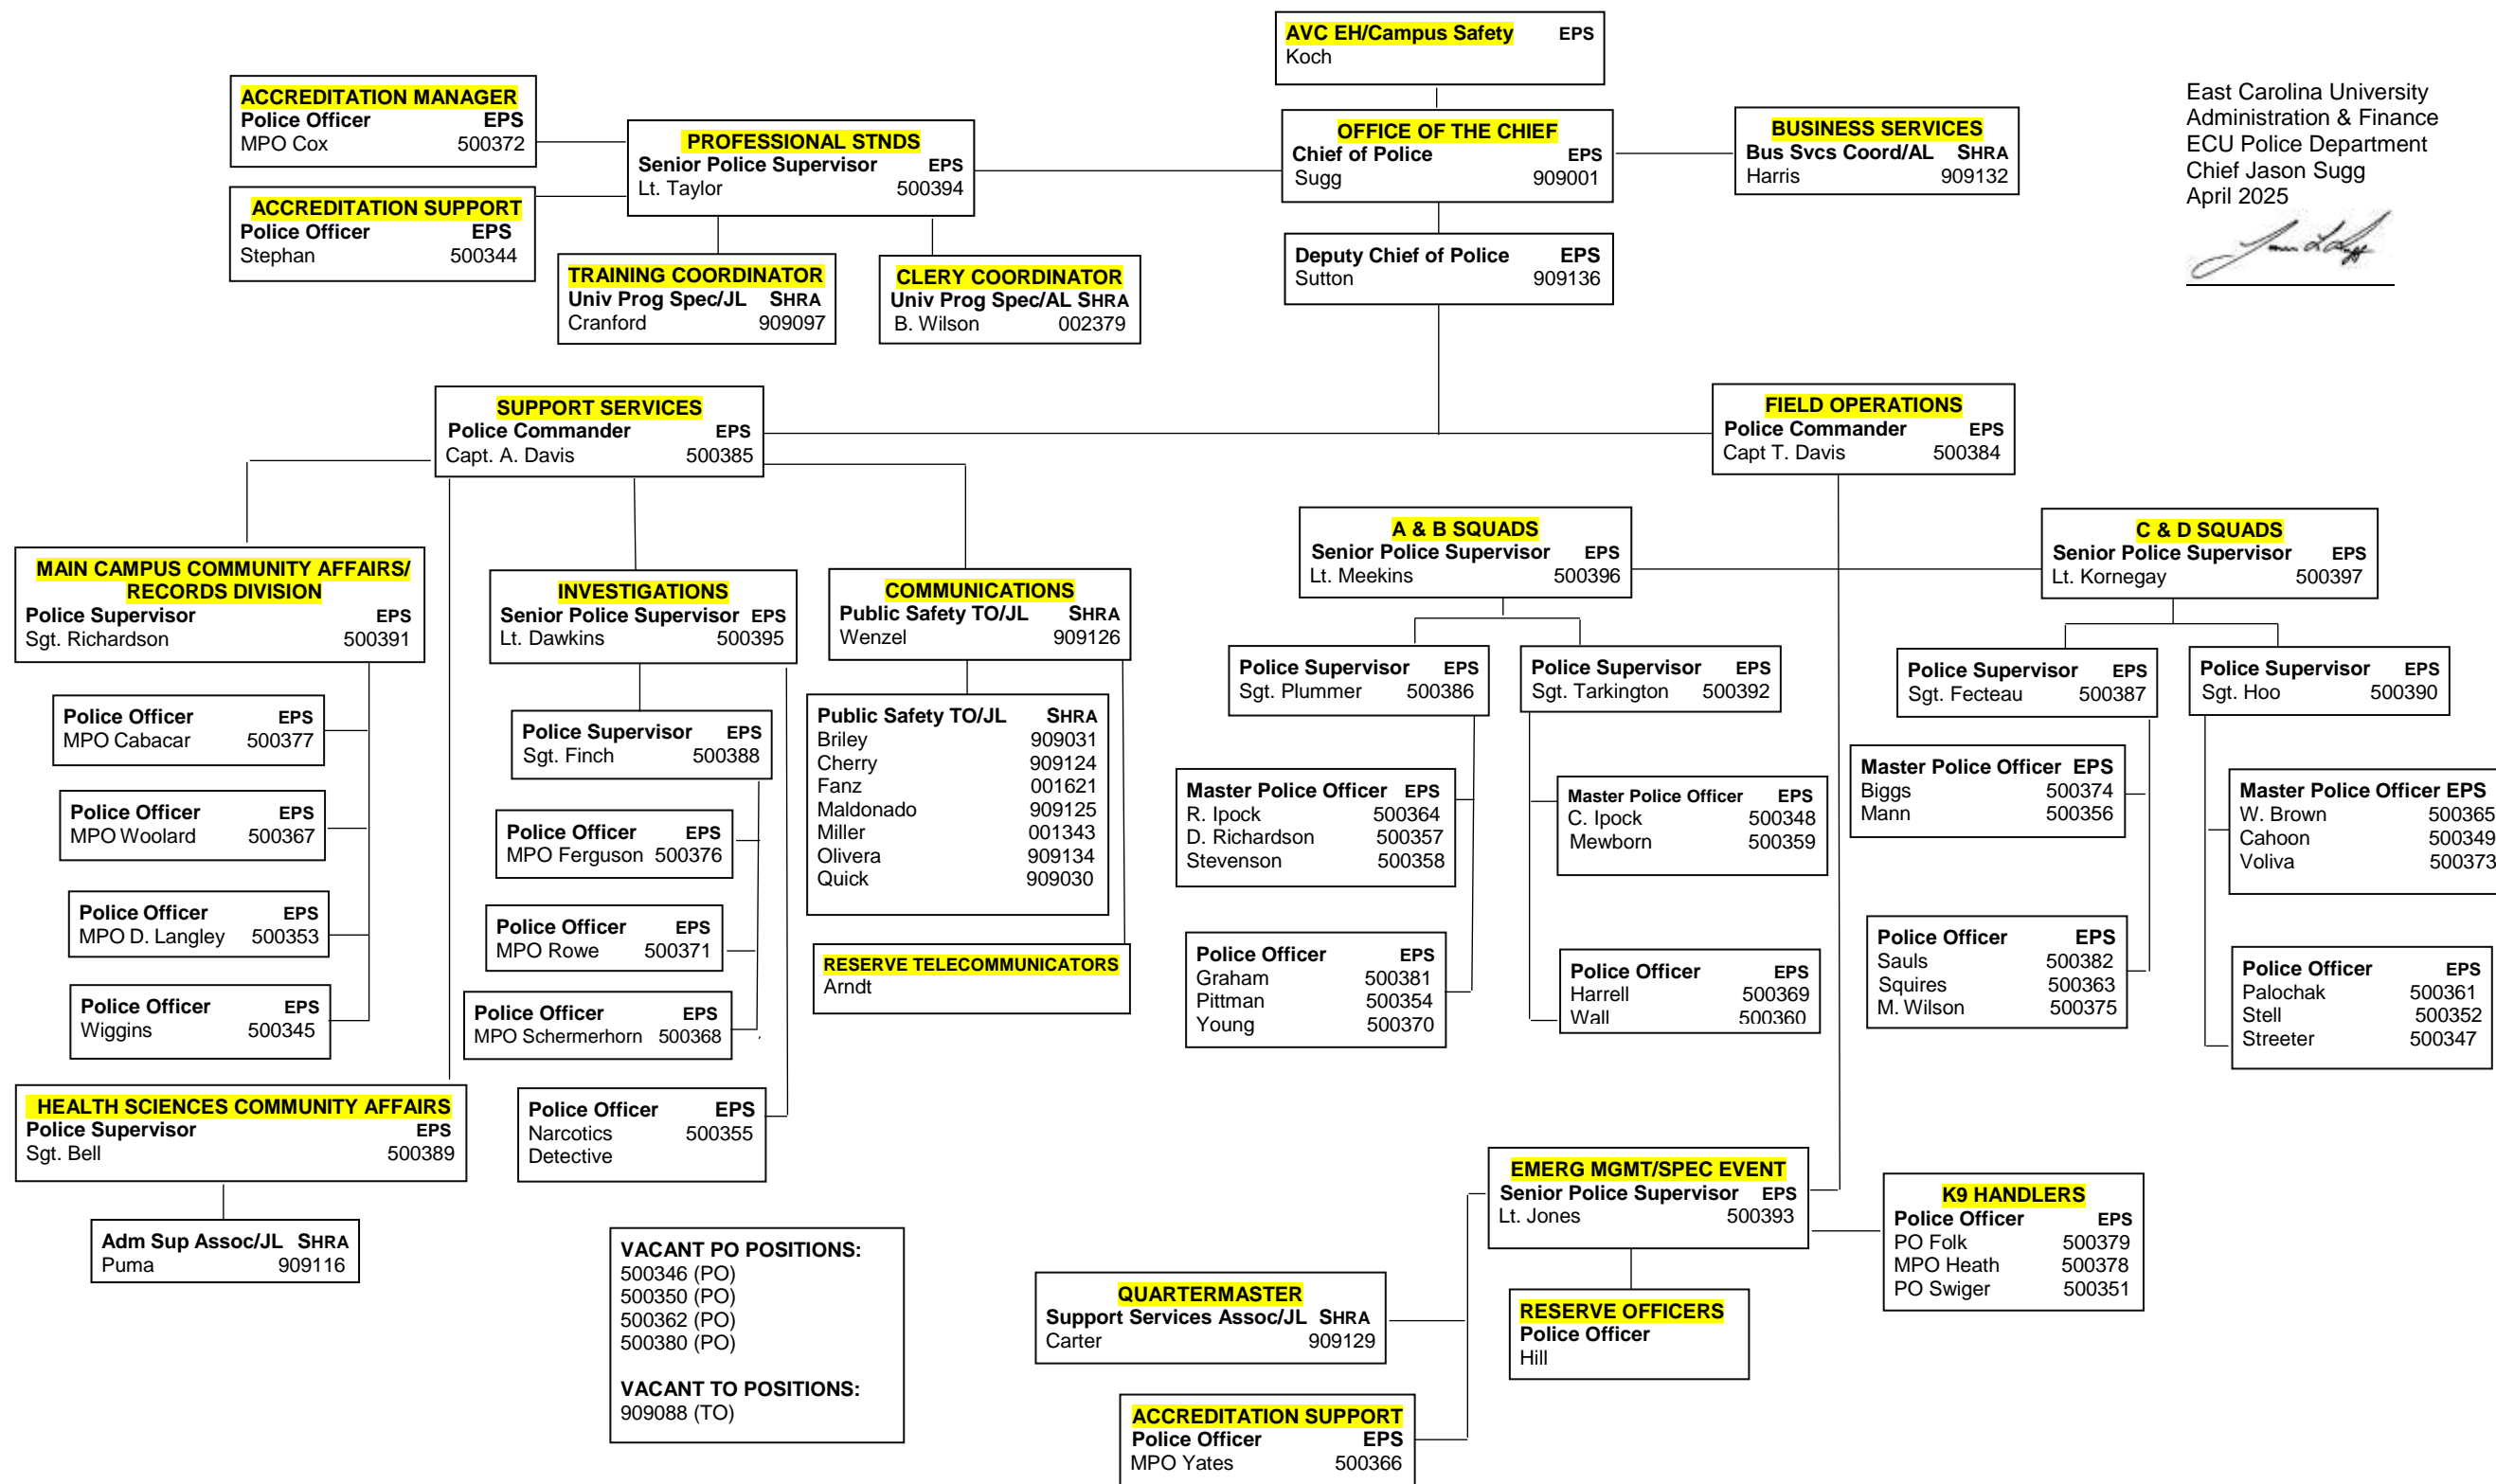 AVC EH/Campus Safety EPS
Koch
East Carolina University
Administration & Finance
ECU Police Department
Chief Jason Sugg
April 2025
ACCREDITATION MANAGER
Police Officer EPS
MPO Cox 500372
PROFESSIONAL STNDS
Senior Police Supervisor EPS
Lt. Taylor 500394
OFFICE OF THE CHIEF
Chief of Police EPS
Sugg 909001
BUSINESS SERVICES
Bus Svcs Coord/AL SHRA
Harris 909132
ACCREDITATION SUPPORT
Police Officer EPS
Stephan 500344
TRAINING COORDINATOR
Univ Prog Spec/JL SHRA
Cranford 909097
CLERY COORDINATOR
Univ Prog Spec/AL SHRA
B. Wilson 002379
Deputy Chief of Police EPS
Sutton 909136
SUPPORT SERVICES
Police Commander EPS
Capt. A. Davis 500385
FIELD OPERATIONS
Police Commander EPS
Capt T. Davis 500384
MAIN CAMPUS COMMUNITY AFFAIRS/
RECORDS DIVISION
Police Supervisor EPS
Sgt. Richardson 500391
Police Officer EPS
MPO Cabacar 500377
Police Officer EPS
MPO Woolard 500367
Police Officer EPS
MPO D. Langley 500353
Police Officer EPS
Wiggins 500345
HEALTH SCIENCES COMMUNITY AFFAIRS
Police Supervisor EPS
Sgt. Bell 500389
Adm Sup Assoc/JL SHRA
Puma 909116
INVESTIGATIONS
Senior Police Supervisor EPS
Lt. Dawkins 500395
Police Supervisor EPS
Sgt. Finch 500388
Police Officer EPS
MPO Ferguson 500376
Police Officer EPS
MPO Rowe 500371
Police Officer EPS
MPO Schermerhorn 500368
Police Officer EPS
Narcotics 500355
Detective
COMMUNICATIONS
Public Safety TO/JL SHRA
Wenzel 909126
Public Safety TO/JL SHRA
Briley 909031
Cherry 909124
Fanz 001621
Maldonado 909125
Miller 001343
Olivera 909134
Quick 909030
RESERVE TELECOMMUNICATORS
Arndt
VACANT PO POSITIONS:
500346 (PO)
500350 (PO)
500362 (PO)
500380 (PO)
VACANT TO POSITIONS:
909088 (TO)
A & B SQUADS
Senior Police Supervisor EPS
Lt. Meekins 500396
Police Supervisor EPS
Sgt. Plummer 500386
Master Police Officer EPS
R. Ipock 500364
D. Richardson 500357
Stevenson 500358
Police Officer EPS
Graham 500381
Pittman 500354
Young 500370
Police Supervisor EPS
Sgt. Tarkington 500392
Master Police Officer EPS
C. Ipock 500348
Mewborn 500359
Police Officer EPS
Harrell 500369
Wall 500360
C & D SQUADS
Senior Police Supervisor EPS
Lt. Kornegay 500397
Police Supervisor EPS
Sgt. Fecteau 500387
Master Police Officer EPS
Biggs 500374
Mann 500356
Police Officer EPS
Sauls 500382
Squires 500363
M. Wilson 500375
Police Supervisor EPS
Sgt. Hoo 500390
Master Police Officer EPS
W. Brown 500365
Cahoon 500349
Voliva 500373
Police Officer EPS
Palochak 500361
Stell 500352
Streeter 500347
EMERG MGMT/SPEC EVENT
Senior Police Supervisor EPS
Lt. Jones 500393
K9 HANDLERS
Police Officer EPS
PO Folk 500379
MPO Heath 500378
PO Swiger 500351
QUARTERMASTER
Support Services Assoc/JL SHRA
Carter 909129
RESERVE OFFICERS
Police Officer
Hill
ACCREDITATION SUPPORT
Police Officer EPS
MPO Yates 500366